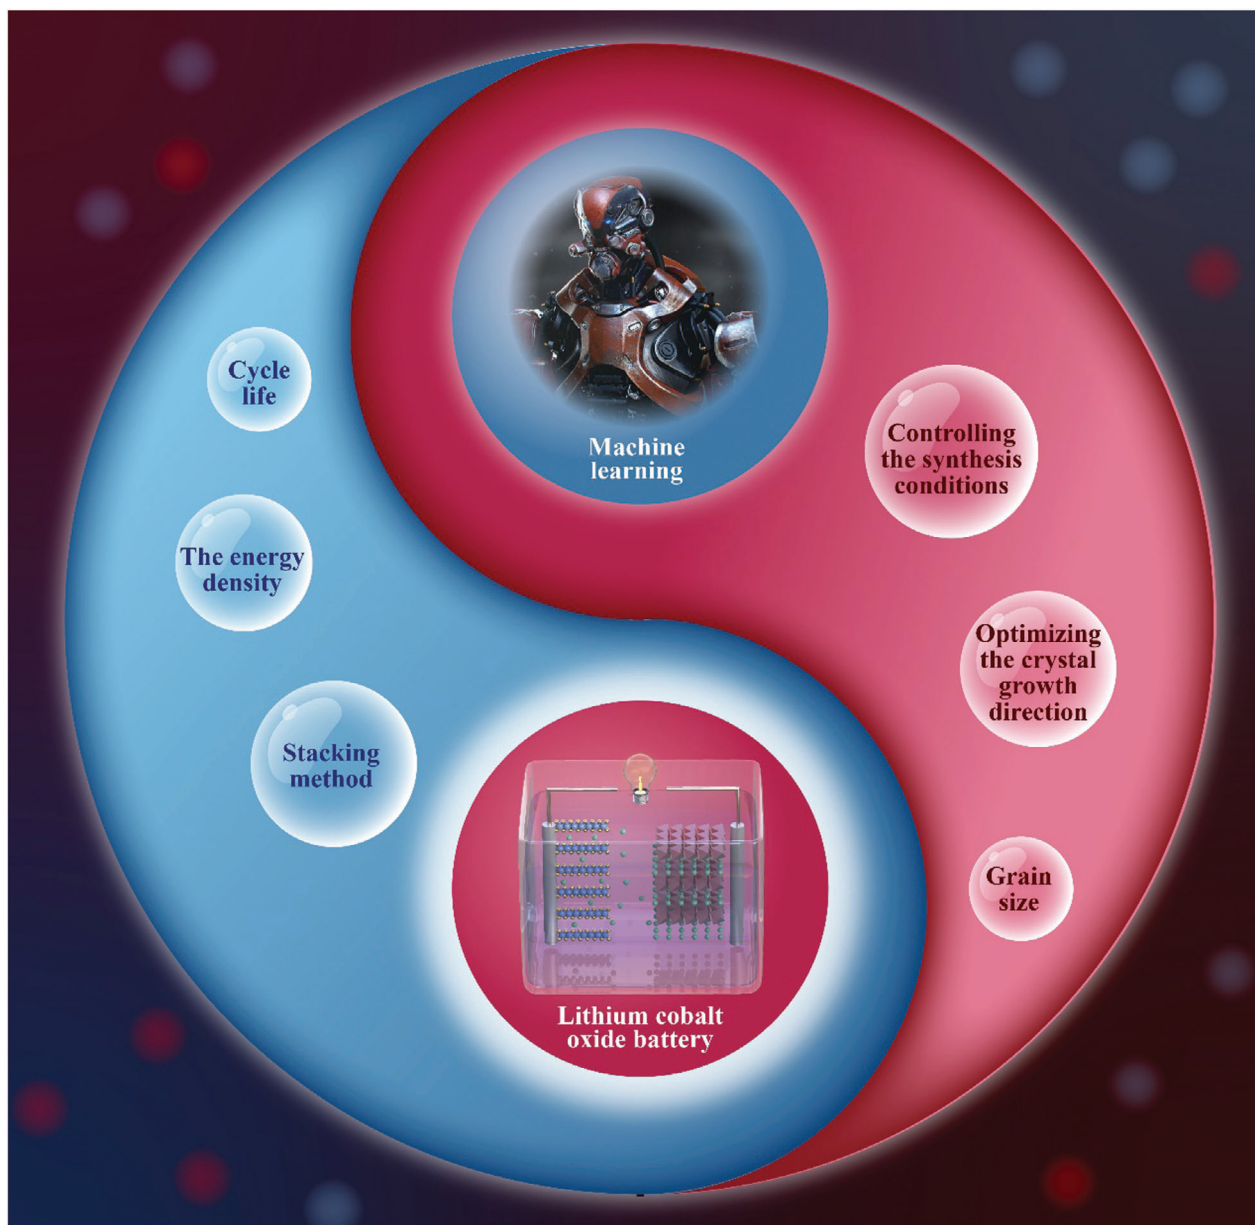 Machine
learning
Cycle
life
The energy
density
Stacking
method
Controlling
the synthesis
conditions
Optimizing
the crystal
growth
direction
Grain
size
Lithium cobalt
oxide battery